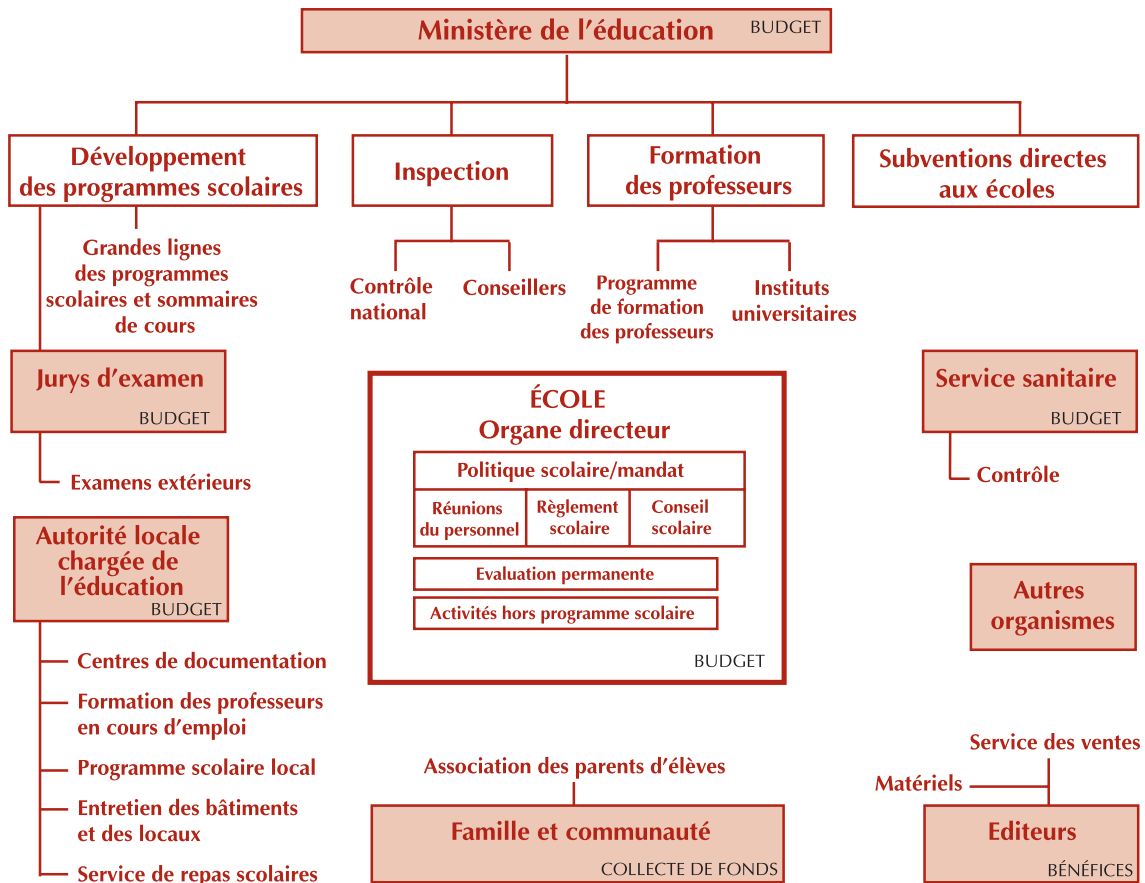 Ministère de l'éducation
BUDGET
Développement
des programmes scolaires
Inspection
Formation
des professeurs
Subventions directes
aux écoles
Grandes lignes
des programmes
scolaires et sommaires
de cours
Contrôle
national
Conseillers
Programme
de formation
des professeurs
Instituts
universitaires
Jurys d'examen
BUDGET
Examens extérieurs
ÉCOLE
Organe directeur
Politique scolaire/mandat
Réunions
du personnel
Règlement
scolaire
Conseil
scolaire
Evaluation permanente
Activités hors programme scolaire
BUDGET
Service sanitaire
BUDGET
Contrôle
Autorité locale
chargée de
l'éducation
BUDGET
Centres de documentation
Formation des professeurs
en cours d'emploi
Programme scolaire local
Entretien des bâtiments
et des locaux
Service de repas scolaires
Autres
organismes
Association des parents d'élèves
Famille et communauté
COLLECTE DE FONDS
Service des ventes
Matériels
Editeurs
BÉNÉFICES